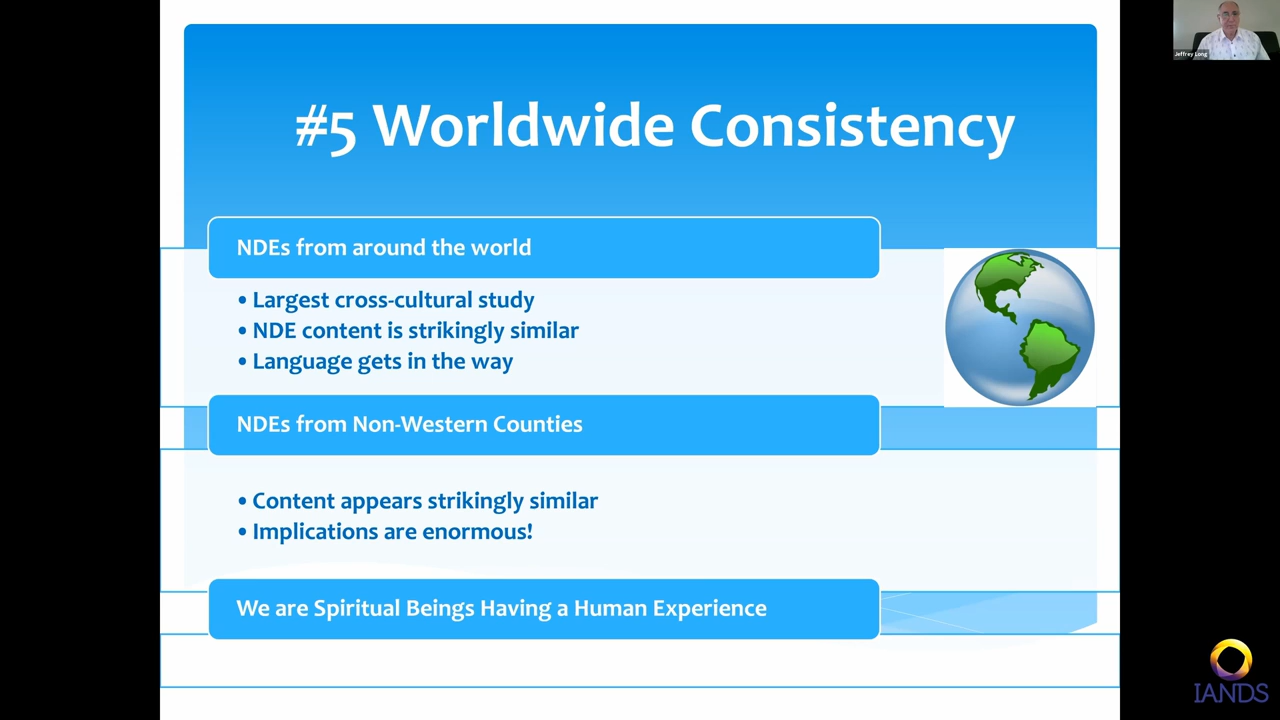 Jeffrey Long
#5 Worldwide Consistency
NDEs from around the world
• Largest cross-cultural study
• NDE content is strikingly similar
• Language gets in the way
NDEs from Non-Western Counties
• Content appears strikingly similar
• Implications are enormous!
We are Spiritual Beings Having a Human Experience
IANDS